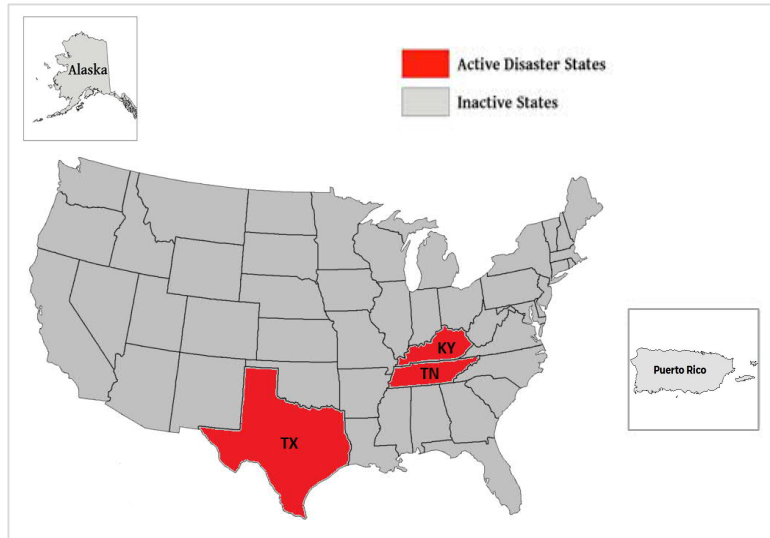 Alaska
Active Disaster States
Inactive States
KY
TN
Puerto Rico
TX